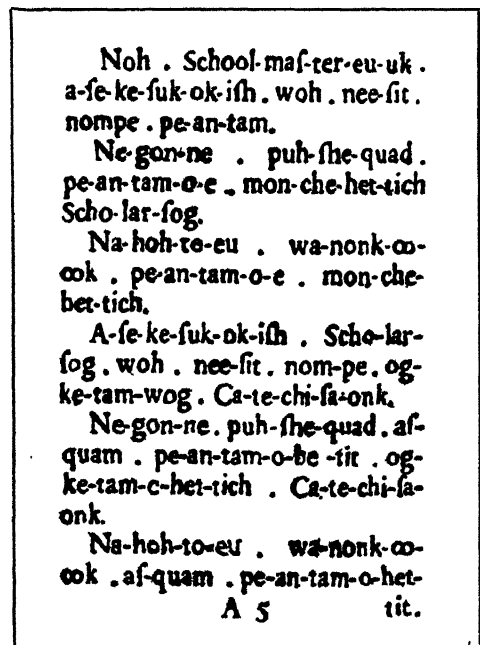 Noh . School-maſ-ter-eu-uk .
a-ſe-ke-ſuk-ok-iſh . woh . nee-ſit .
nompe . pe-an-tam.
Ne-gon-ne . puh-ſhe-quad .
pe-an-tam-o-e . mon-che-het-tich
Scho-lar-ſog.
Na-hoh-to-eu . wa-nonk-ꝏ-
ꝏk . pe-an-tam-o-e . mon-che-
het-tich.
A-ſe-ke-ſuk-ok-iſh . Scho-lar-
ſog . woh . nee-ſit . nom-pe . og-
ke-tam-wog . Ca-te-chi-ſa-onk.
Ne-gon-ne . puh-ſhe-quad . aſ-
quam . pe-an-tam-o-he-tit . og-
ke-tam-o-het-tich . Ca-te-chi-ſa-
onk.
Na-hoh-to-eu . wa-nonk-ꝏ-
ꝏk . aſ-quam . pe-an-tam-o-het-
A 5 tit.